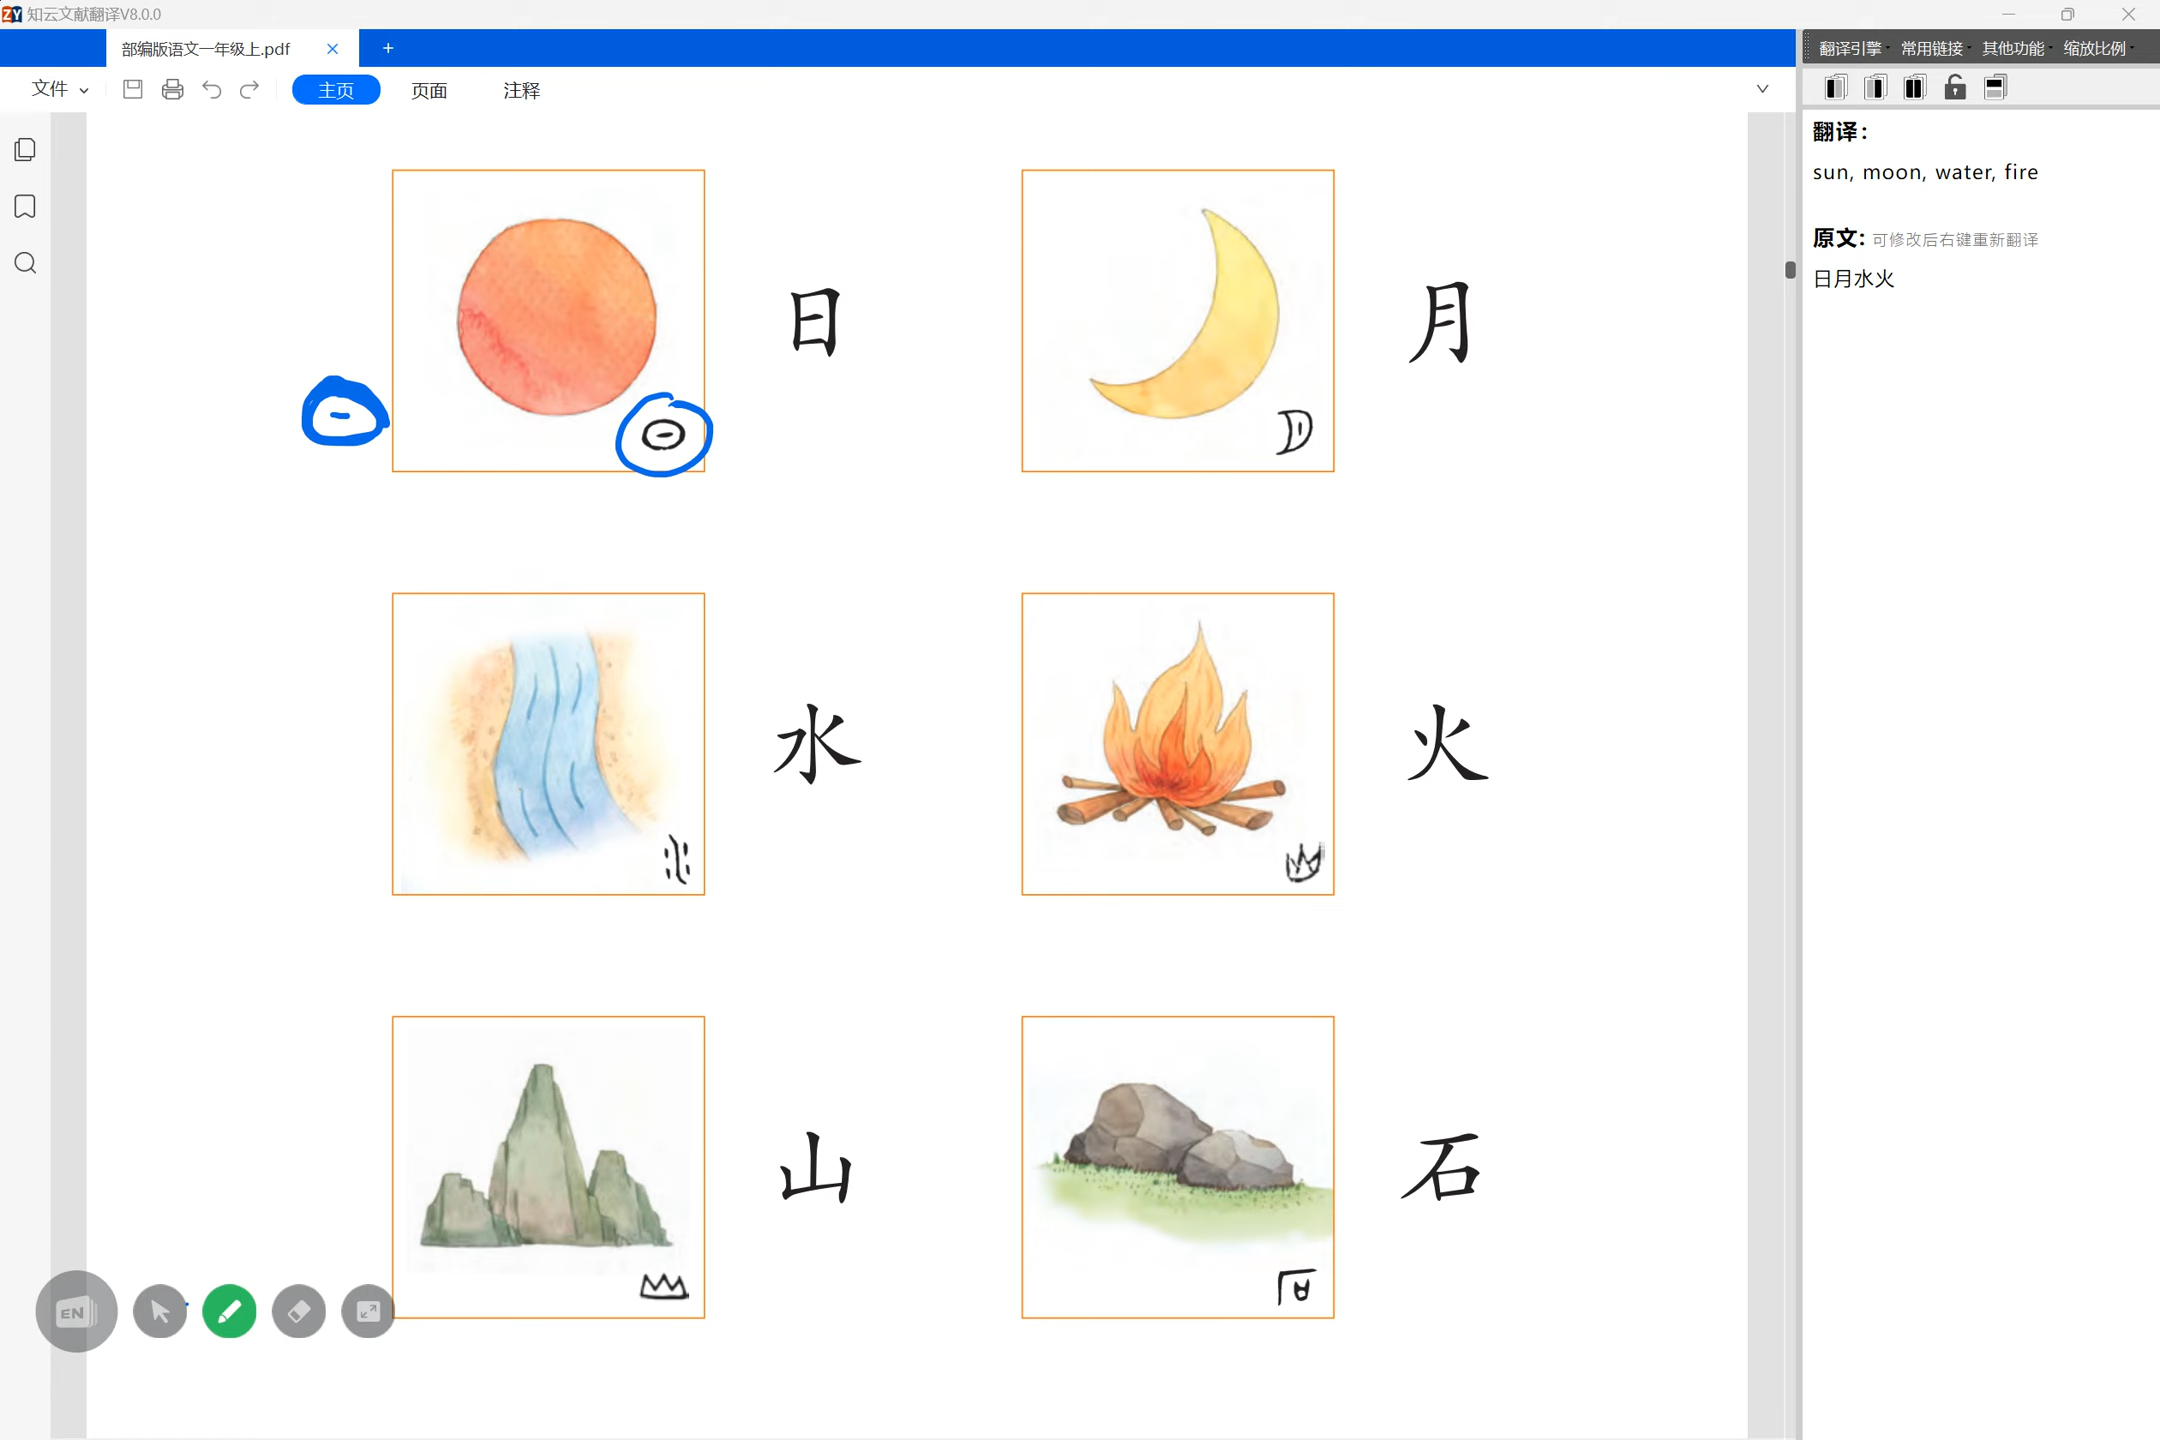 知云文献翻译V8.0.0
部编版语文一年级上.pdf
翻译引擎 常用链接 其他功能 缩放比例
文件 主页 页面 注释
翻译：
sun, moon, water, fire
原文: 可修改后右键重新翻译
日月水火
日 月
水 火
山 石
EN